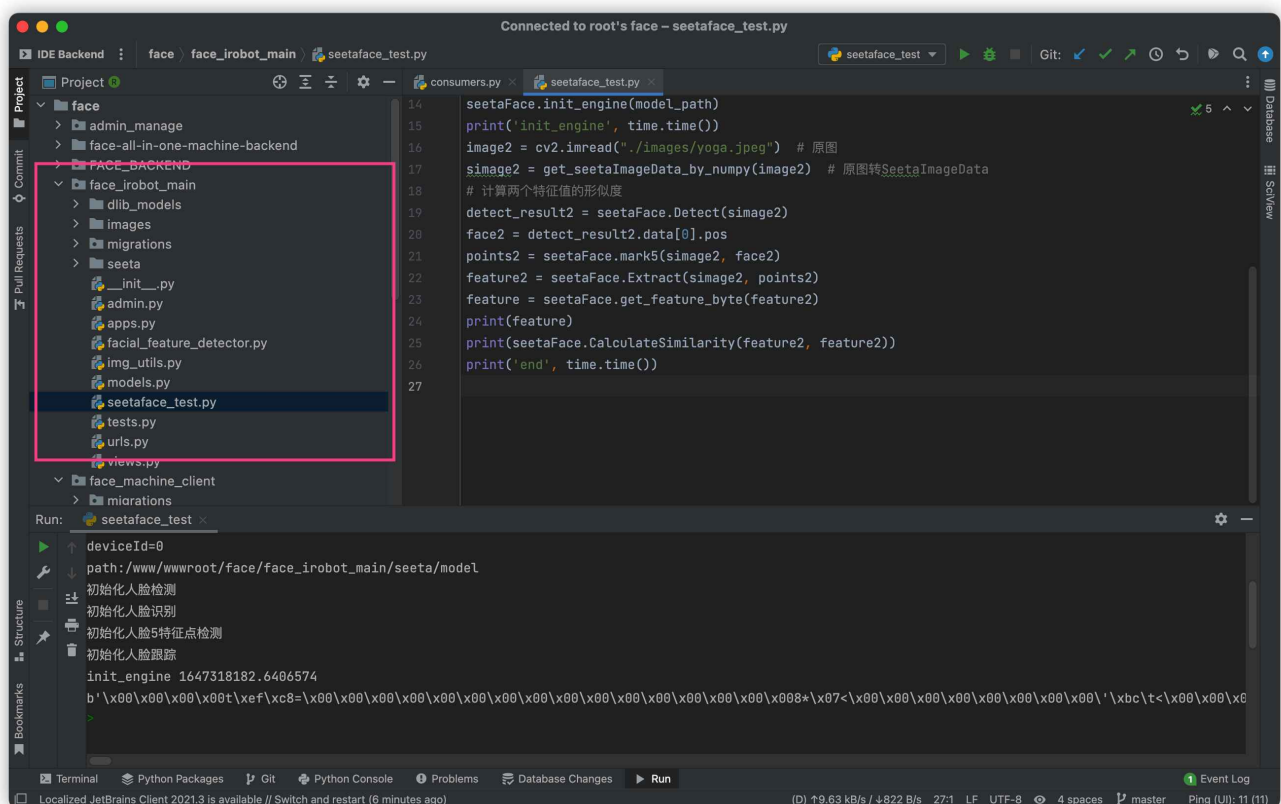 Connected to root's face – seetaface_test.py
IDE Backend face face_irobot_main seetaface_test.py seetaface_test Git:
Project
consumers.py seetaface_test.py
face
admin_manage
face-all-in-one-machine-backend
FACE_BACKEND
face_irobot_main
dlib_models
images
migrations
seeta
__init__.py
admin.py
apps.py
facial_feature_detector.py
img_utils.py
models.py
seetaface_test.py
tests.py
urls.py
views.py
face_machine_client
migrations
14 seetaFace.init_engine(model_path)
15 print('init_engine', time.time())
16 image2 = cv2.imread("./images/yoga.jpeg")  # 原图
17 simage2 = get_seetaImageData_by_numpy(image2)  # 原图转SeetaImageData
18 # 计算两个特征值的形似度
19 detect_result2 = seetaFace.Detect(simage2)
20 face2 = detect_result2.data[0].pos
21 points2 = seetaFace.mark5(simage2, face2)
22 feature2 = seetaFace.Extract(simage2, points2)
23 feature = seetaFace.get_feature_byte(feature2)
24 print(feature)
25 print(seetaFace.CalculateSimilarity(feature2, feature2))
26 print('end', time.time())
27
5
Project
Commit
Pull Requests
Structure
Bookmarks
Database
SciView
Run: seetaface_test
deviceId=0
path:/www/wwwroot/face/face_irobot_main/seeta/model
初始化人脸检测
初始化人脸识别
初始化人脸5特征点检测
初始化人脸跟踪
init_engine 1647318182.6406574
b'\x00\x00\x00\x00t\xef\xc8=\x00\x00\x00\x00\x00\x00\x00\x00\x00\x00\x00\x00\x00\x00\x00\x008*\x07<\x00\x00\x00\x00\x00\x00\x00\x00\'\xbc\t<\x00\x00\x0
>
Terminal Python Packages Git Python Console Problems Database Changes Run 1 Event Log
Localized JetBrains Client 2021.3 is available // Switch and restart (6 minutes ago) (D) ↑9.63 kB/s / ↓822 B/s 27:1 LF UTF-8 4 spaces master Ping (UI): 11 (11)